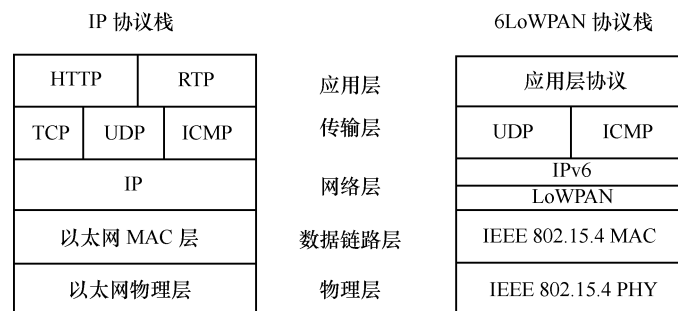 IP 协议栈 6LoWPAN 协议栈
HTTP RTP 应用层 应用层协议
TCP UDP ICMP 传输层 UDP ICMP
IP 网络层 IPv6
LoWPAN
以太网 MAC 层 数据链路层 IEEE 802.15.4 MAC
以太网物理层 物理层 IEEE 802.15.4 PHY